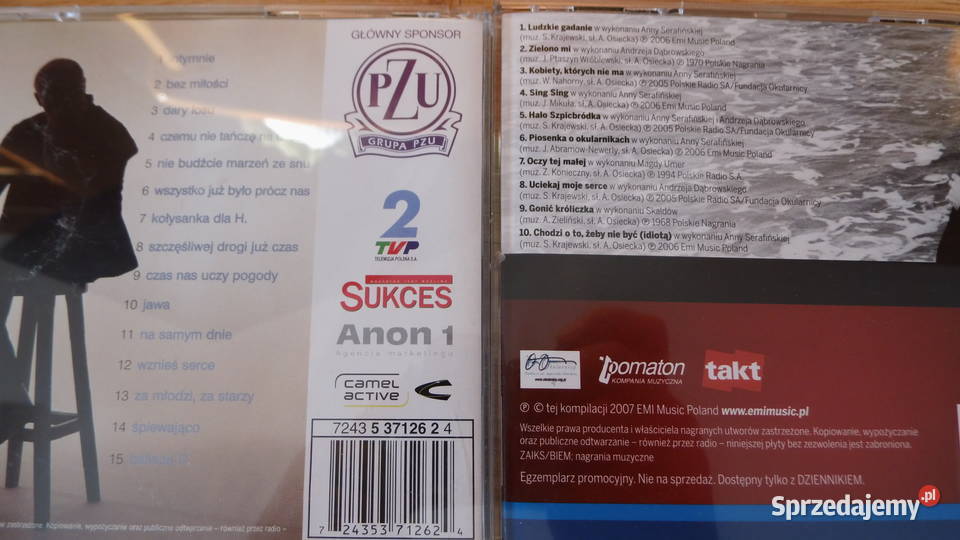 1 intymnie
2 bez miłości
3 dary losu
4 czemu nie tańczę na
5 nie budźcie marzeń ze snu
6 wszystko już było prócz nas
7 kołysanka dla H.
8 szczęśliwej drogi już czas
9 czas nas uczy pogody
10 jawa
11 na samym dnie
12 wznieś serce
13 za młodzi, za starzy
14 śpiewająco
15
zastrzeżone. Kopiowanie, wypożyczanie oraz publiczne odtwarzanie – również przez radio –
GŁÓWNY SPONSOR
PZU
GRUPA PZU
2
TVP
TELEWIZJA POLSKA S.A.
SUKCES
Anon 1
Agencja marketingu
CAMEL
ACTIVE
7243 5 37126 2 4
7 24353 71262 4
1. Ludzkie gadanie w wykonaniu Anny Serafińskiej
(muz. S. Krajewski, sł. A. Osiecka) ℗ 2006 Emi Music Poland
2. Zielono mi w wykonaniu Andrzeja Dąbrowskiego
(muz. J. Ptaszyn Wróblewski, sł. A. Osiecka) ℗ 1970 Polskie Nagrania
3. Kobiety, których nie ma w wykonaniu Anny Serafińskiej
(muz. W. Nahorny, sł. A. Osiecka) ℗ 2005 Polskie Radio SA/Fundacja Okularnicy
4. Sing Sing w wykonaniu Anny Serafińskiej
(muz. J. Mikuła, sł. A. Osiecka) ℗ 2006 Emi Music Poland
5. Halo Szpicbródka w wykonaniu Anny Serafińskiej i Andrzeja Dąbrowskiego
(muz. S. Krajewski, sł. A. Osiecka) ℗ 2005 Polskie Radio SA/Fundacja Okularnicy
6. Piosenka o okularnikach w wykonaniu Anny Serafińskiej
(muz. J. Abramow-Newerly, sł. A. Osiecka) ℗ 2006 Emi Music Poland
7. Oczy tej małej w wykonaniu Magdy Umer
(muz. Z. Konieczny, sł. A. Osiecka) ℗ 1994 Polskie Radio S.A.
8. Uciekaj moje serce w wykonaniu Andrzeja Dąbrowskiego
(muz. S. Krajewski, sł. A. Osiecka) ℗ 2005 Polskie Radio SA/Fundacja Okularnicy
9. Gonić króliczka w wykonaniu Skaldów
(muz. A. Zieliński, sł. A. Osiecka) ℗ 1968 Polskie Nagrania
10. Chodzi o to, żeby nie być (idiotą) w wykonaniu Anny Serafińskiej
(muz. S. Krajewski, sł. A. Osiecka) ℗ 2006 Emi Music Poland
pomaton
KOMPANIA MUZYCZNA
takt
℗ © tej kompilacji 2007 EMI Music Poland www.emimusic.pl
Wszelkie prawa producenta i właściciela nagranych utworów zastrzeżone. Kopiowanie, wypożyczanie
oraz publiczne odtwarzanie – również przez radio – niniejszej płyty bez zezwolenia jest zabroniona.
ZAIKS/BIEM: nagrania muzyczne
Egzemplarz promocyjny. Nie na sprzedaż. Dostępny tylko z DZIENNIKIEM.
Sprzedajemy.pl